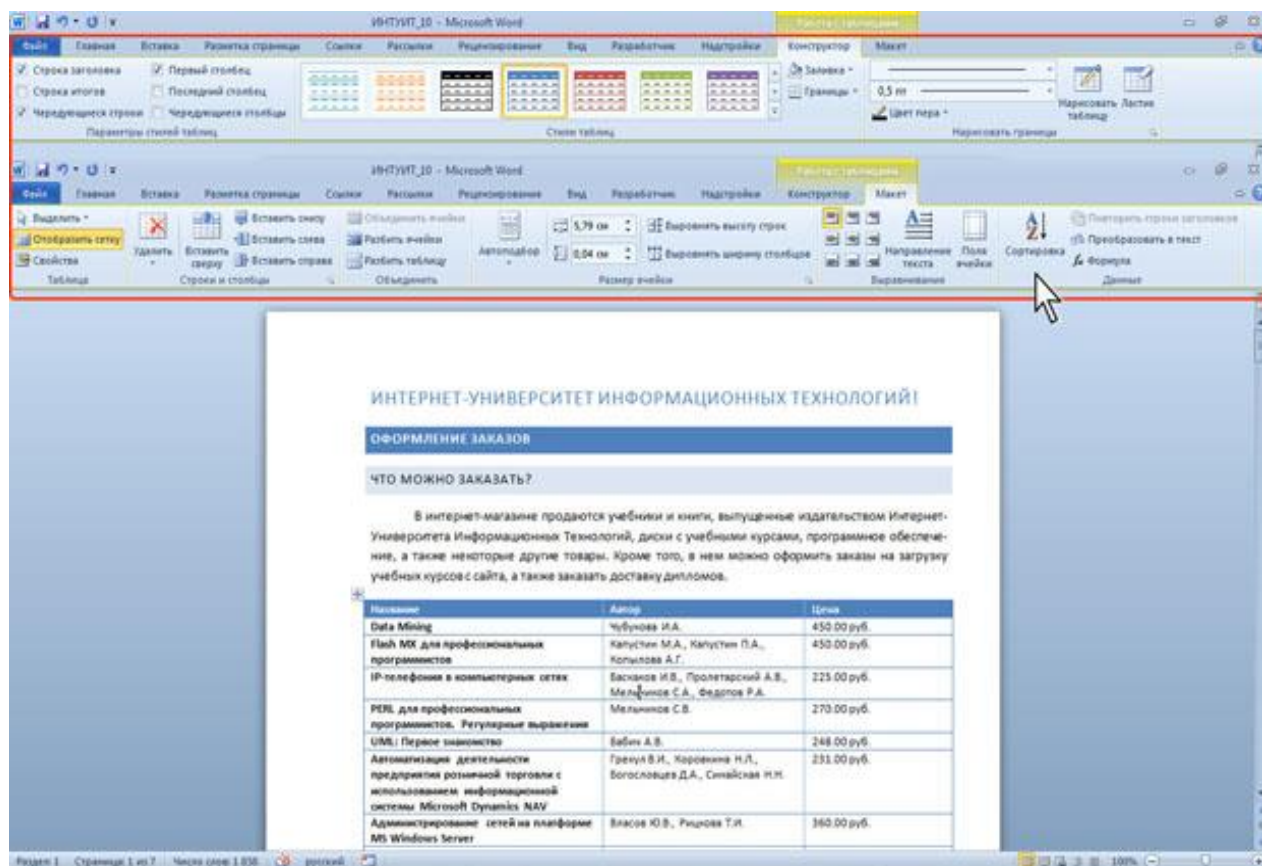 ИНТУИТ_10 - Microsoft Word Работа с таблицами
Файл Главная Вставка Разметка страницы Ссылки Рассылки Рецензирование Вид Разработчик Надстройки Конструктор Макет
Строка заголовка Первый столбец Заливка
Строка итогов Последний столбец Границы 0,5 пт Нарисовать таблицу Ластик
Чередующиеся строки Чередующиеся столбцы Цвет пера
Параметры стилей таблиц Стили таблиц Нарисовать границы
ИНТУИТ_10 - Microsoft Word Работа с таблицами
Файл Главная Вставка Разметка страницы Ссылки Рассылки Рецензирование Вид Разработчик Надстройки Конструктор Макет
Выделить Вставить снизу Объединить ячейки 5,79 см Выровнять высоту строк Повторить строки заголовков
Отобразить сетку Удалить Вставить сверху Вставить слева Разбить ячейки Автоподбор Направление текста Поля ячейки Сортировка Преобразовать в текст
Свойства Вставить справа Разбить таблицу 0,04 см Выровнять ширину столбцов Формула
Таблица Строки и столбцы Объединить Размер ячейки Выравнивание Данные
ИНТЕРНЕТ-УНИВЕРСИТЕТ ИНФОРМАЦИОННЫХ ТЕХНОЛОГИЙ!
ОФОРМЛЕНИЕ ЗАКАЗОВ
ЧТО МОЖНО ЗАКАЗАТЬ?
В интернет-магазине продаются учебники и книги, выпущенные издательством Интернет-
Университета Информационных Технологий, диски с учебными курсами, программное обеспече-
ние, а также некоторые другие товары. Кроме того, в нем можно оформить заказы на загрузку
учебных курсов с сайта, а также заказать доставку дипломов.
Название Автор Цена
Data Mining Чубукова И.А. 450.00 руб.
Flash MX для профессиональных Капустин М.А., Капустин П.А., 450.00 руб.
программистов Копылова А.Г.
IP-телефония в компьютерных сетях Баскаков И.В., Пролетарский А.В., 225.00 руб.
Мельников С.А., Федотов Р.А.
PERL для профессиональных Мельников С.В. 270.00 руб.
программистов. Регулярные выражения
UML: Первое знакомство Бабич А.В. 248.00 руб.
Автоматизация деятельности Грекул В.И., Коровкина Н.Л., 231.00 руб.
предприятия розничной торговли с Богословцев Д.А., Синайская Н.Н.
использованием информационной
системы Microsoft Dynamics NAV
Администрирование сетей на платформе Власов Ю.В., Рицкова Т.И. 360.00 руб.
MS Windows Server
Раздел: 1 Страница: 1 из 7 Число слов: 1 858 русский 100%